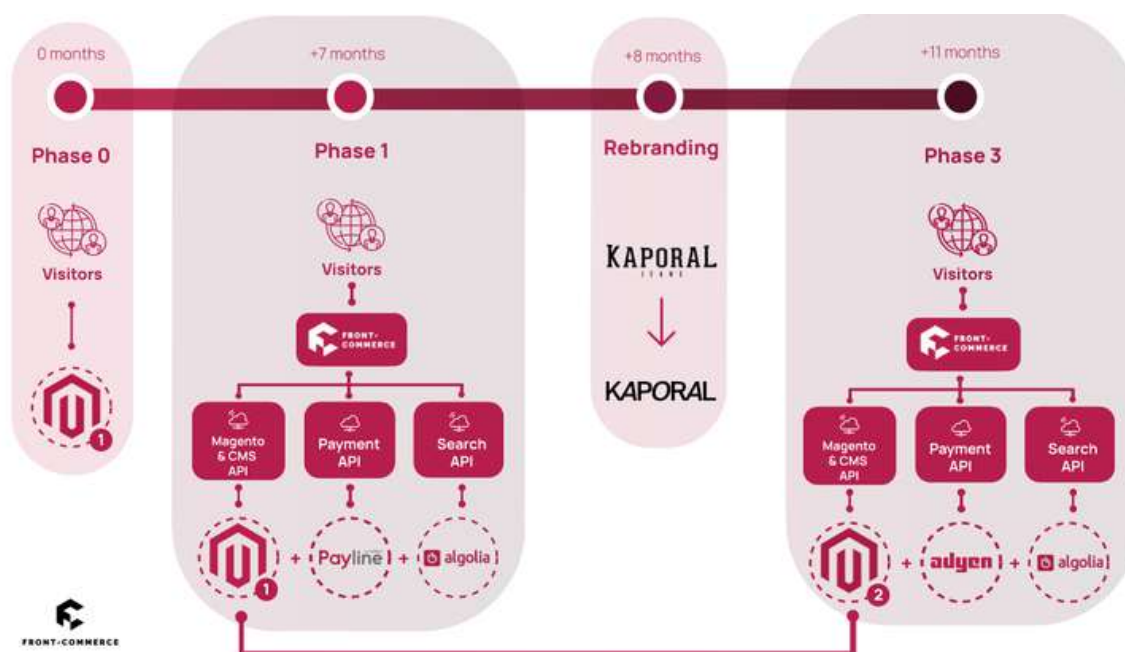 0 months
+7 months
+8 months
+11 months
Phase 0
Phase 1
Rebranding
Phase 3
Visitors
Visitors
KAPORAL
JEANS
Visitors
FRONT-
COMMERCE
FRONT-
COMMERCE
KAPORAL
1
Magento
& CMS
API
Payment
API
Search
API
Magento
& CMS
API
Payment
API
Search
API
1
+
Payline
+
algolia
2
+
adyen
+
algolia
FRONT-COMMERCE